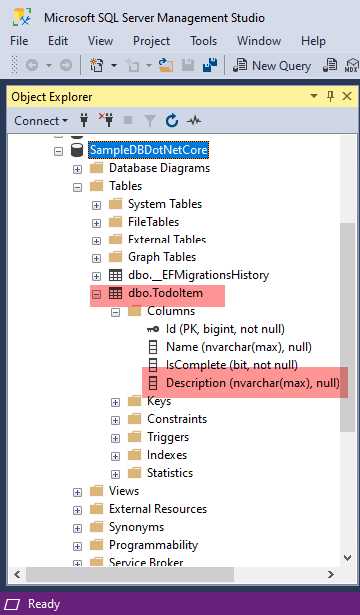 Microsoft SQL Server Management Studio
File Edit View Project Tools Window Help
New Query MDX
Object Explorer
Connect
SampleDBDotNetCore
Database Diagrams
Tables
System Tables
FileTables
External Tables
Graph Tables
dbo.__EFMigrationsHistory
dbo.TodoItem
Columns
Id (PK, bigint, not null)
Name (nvarchar(max), null)
IsComplete (bit, not null)
Description (nvarchar(max), null)
Keys
Constraints
Triggers
Indexes
Statistics
Views
External Resources
Synonyms
Programmability
Service Broker
Ready